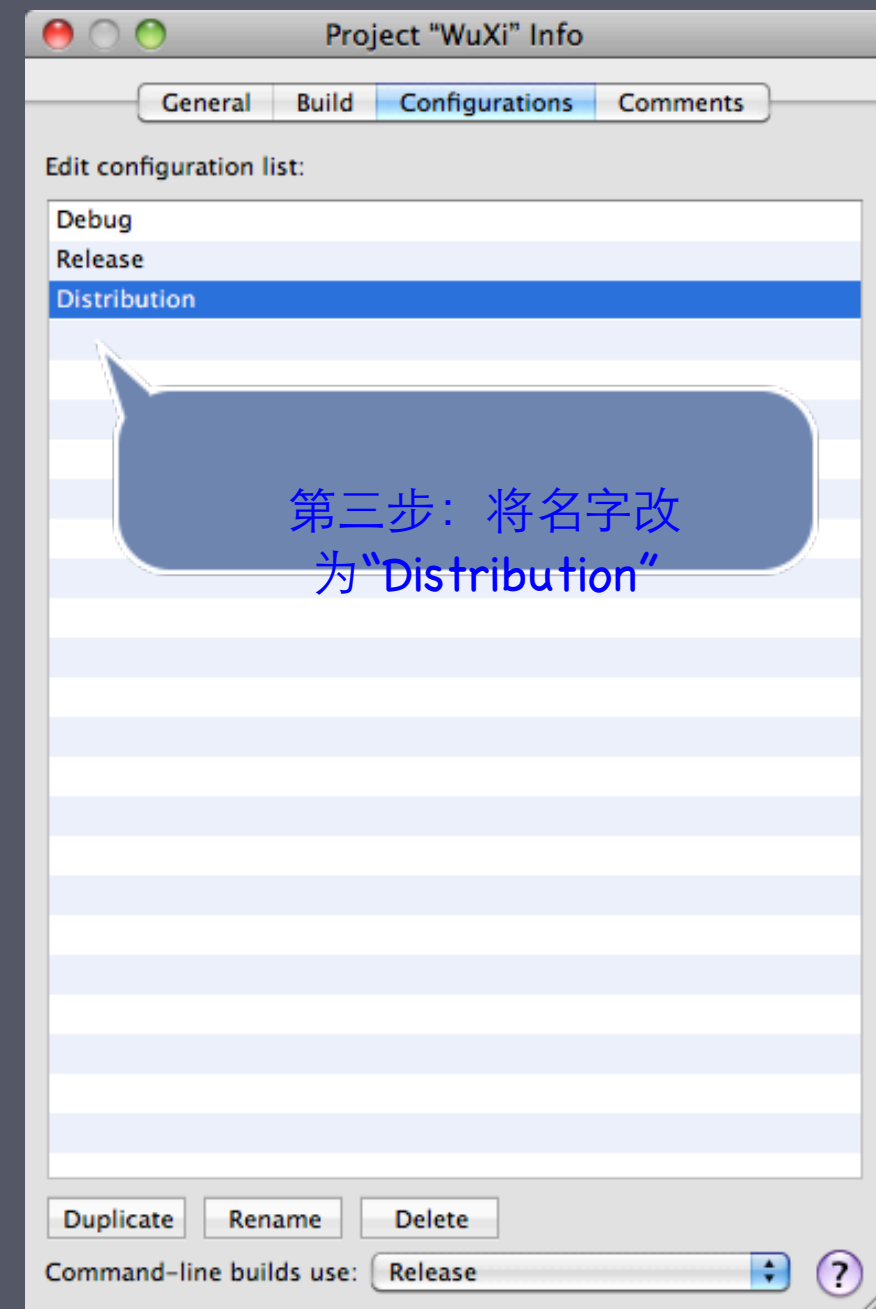 Project “WuXi” Info
General Build Configurations Comments
Edit configuration list:
Debug
Release
Distribution
第三步：将名字改
为“Distribution”
Duplicate Rename Delete
Command-line builds use: Release ?